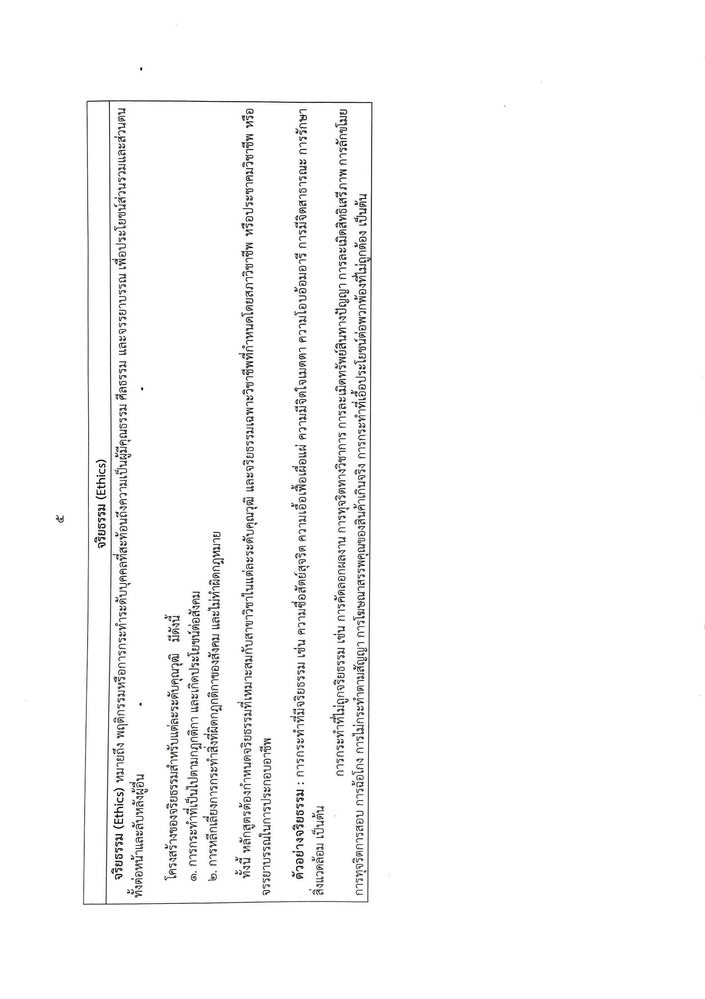 ๕
จริยธรรม (Ethics)
จริยธรรม (Ethics) หมายถึง พฤติกรรมหรือการกระทำระดับบุคคลที่สะท้อนถึงความเป็นผู้มีคุณธรรม ศีลธรรม และจรรยาบรรณ เพื่อประโยชน์ส่วนรวมและส่วนตน
ทั้งต่อหน้าและลับหลังผู้อื่น
โครงสร้างของจริยธรรมสำหรับแต่ละระดับคุณวุฒิ มีดังนี้
๑. การกระทำที่เป็นไปตามกฎกติกา และเกิดประโยชน์ต่อสังคม
๒. การหลีกเลี่ยงการกระทำสิ่งที่ผิดกฎกติกาของสังคม และไม่ทำผิดกฎหมาย
ทั้งนี้ หลักสูตรต้องกำหนดจริยธรรมที่เหมาะสมกับสาขาวิชาในแต่ละระดับคุณวุฒิ และจริยธรรมเฉพาะวิชาชีพที่กำหนดโดยสภาวิชาชีพ หรือประชาคมวิชาชีพ หรือ
จรรยาบรรณในการประกอบอาชีพ
ตัวอย่างจริยธรรม : การกระทำที่มีจริยธรรม เช่น ความซื่อสัตย์สุจริต ความเอื้อเฟื้อเผื่อแผ่ ความมีจิตใจเมตตา ความโอบอ้อมอารี การมีจิตสาธารณะ การรักษา
สิ่งแวดล้อม เป็นต้น
การกระทำที่ไม่ถูกจริยธรรม เช่น การคัดลอกผลงาน การทุจริตทางวิชาการ การละเมิดทรัพย์สินทางปัญญา การละเมิดสิทธิเสรีภาพ การลักขโมย
การทุจริตการสอบ การฉ้อโกง การไม่กระทำตามสัญญา การโฆษณาสรรพคุณของสินค้าเกินจริง การกระทำที่เอื้อประโยชน์ต่อพวกพ้องที่ไม่ถูกต้อง เป็นต้น